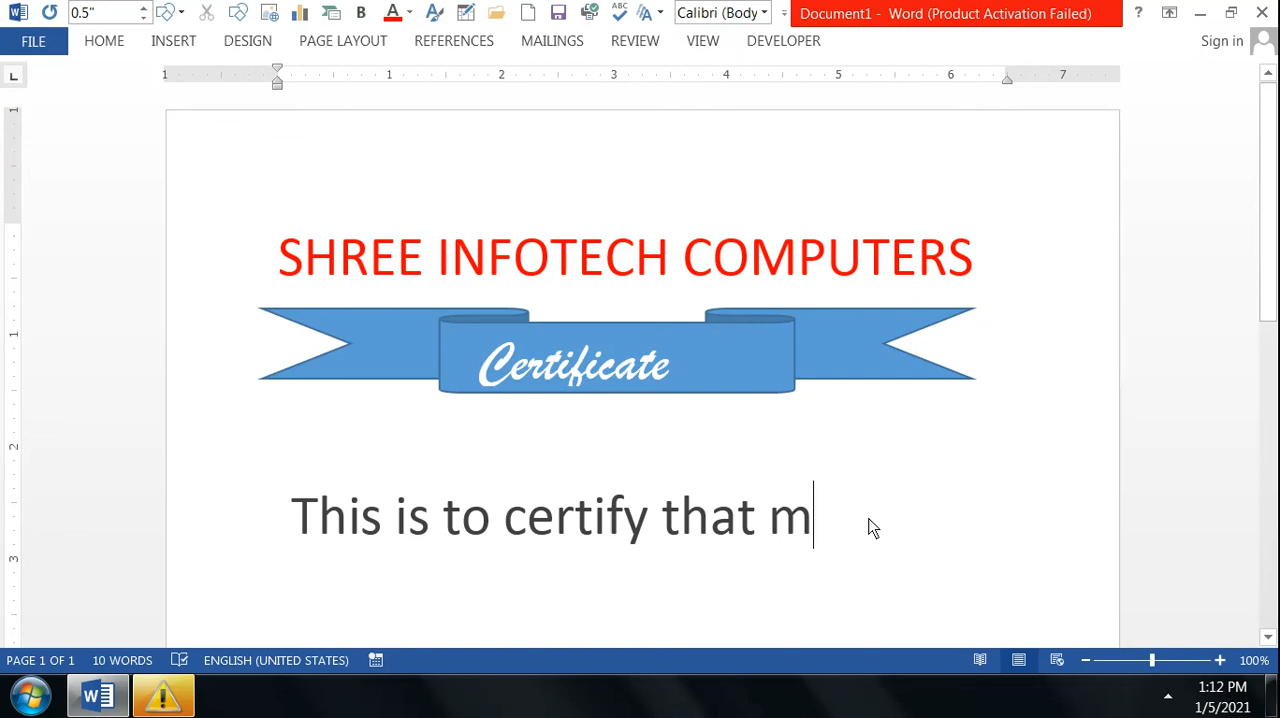 0.5"
A
B
A
A
ABC
A
Calibri (Body
Document1 - Word (Product Activation Failed)
?
FILE HOME INSERT DESIGN PAGE LAYOUT REFERENCES MAILINGS REVIEW VIEW DEVELOPER Sign in
L
1 1 2 3 4 5 6 7
1
1
2
3
SHREE INFOTECH COMPUTERS
Certificate
This is to certify that m
PAGE 1 OF 1 10 WORDS ENGLISH (UNITED STATES) 100%
1:12 PM
1/5/2021